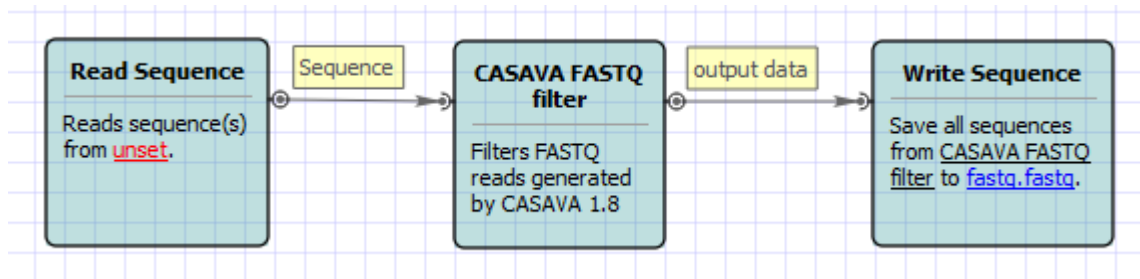 Read Sequence
Reads sequence(s)
from unset.
Sequence
CASAVA FASTQ
filter
Filters FASTQ
reads generated
by CASAVA 1.8
output data
Write Sequence
Save all sequences
from CASAVA FASTQ
filter to fastq.fastq.